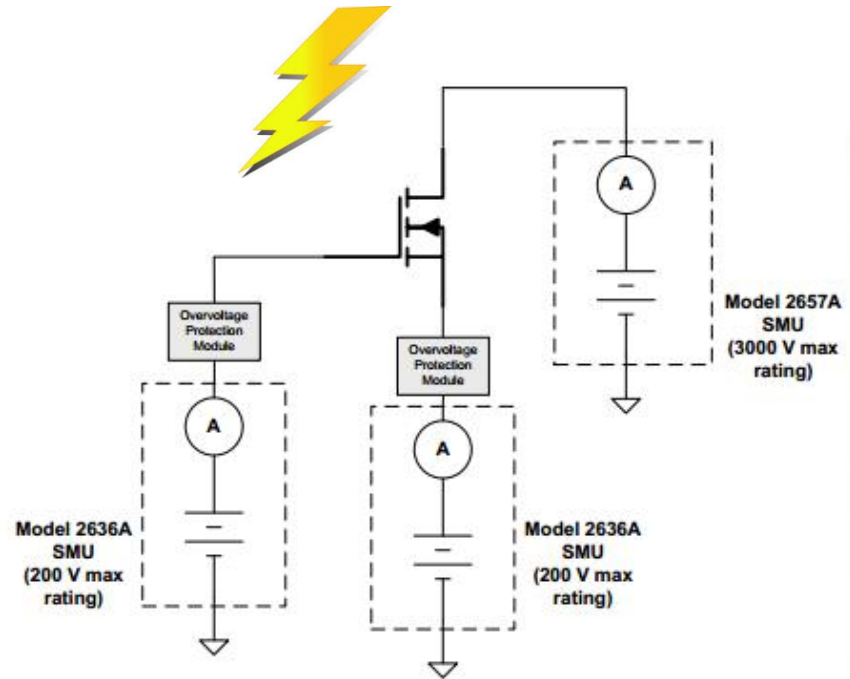 A
Model 2657A
SMU
(3000 V max
rating)
Overvoltage
Protection
Module
Overvoltage
Protection
Module
A
A
Model 2636A
SMU
(200 V max
rating)
Model 2636A
SMU
(200 V max
rating)